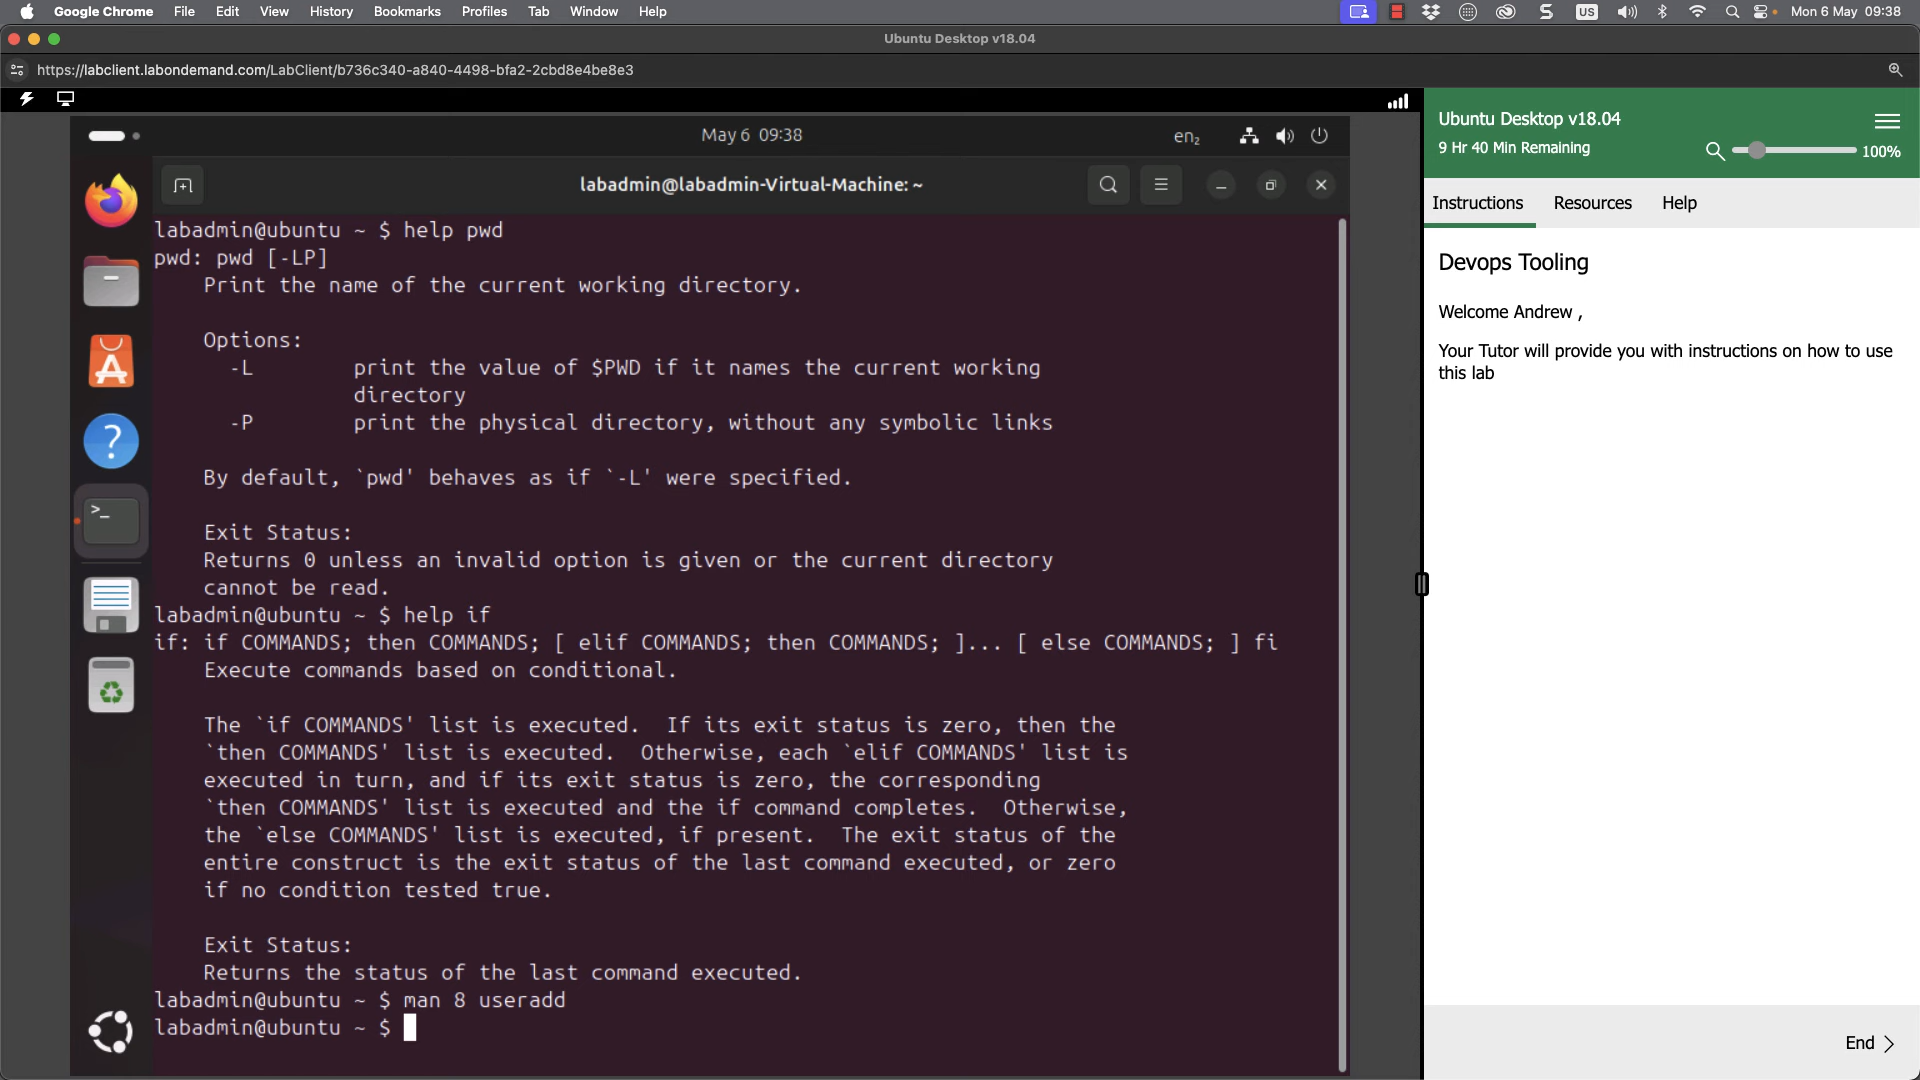 Google Chrome File Edit View History Bookmarks Profiles Tab Window Help US Mon 6 May 09:38
Ubuntu Desktop v18.04
https://labclient.labondemand.com/LabClient/b736c340-a840-4498-bfa2-2cbd8e4be8e3
May 6 09:38 en₂
labadmin@labadmin-Virtual-Machine: ~
labadmin@ubuntu ~ $ help pwd
pwd: pwd [-LP]
Print the name of the current working directory.
Options:
-L print the value of $PWD if it names the current working
directory
-P print the physical directory, without any symbolic links
By default, `pwd' behaves as if `-L' were specified.
Exit Status:
Returns 0 unless an invalid option is given or the current directory
cannot be read.
labadmin@ubuntu ~ $ help if
if: if COMMANDS; then COMMANDS; [ elif COMMANDS; then COMMANDS; ]... [ else COMMANDS; ] fi
Execute commands based on conditional.
The `if COMMANDS' list is executed. If its exit status is zero, then the
`then COMMANDS' list is executed. Otherwise, each `elif COMMANDS' list is
executed in turn, and if its exit status is zero, the corresponding
`then COMMANDS' list is executed and the if command completes. Otherwise,
the `else COMMANDS' list is executed, if present. The exit status of the
entire construct is the exit status of the last command executed, or zero
if no condition tested true.
Exit Status:
Returns the status of the last command executed.
labadmin@ubuntu ~ $ man 8 useradd
labadmin@ubuntu ~ $
Ubuntu Desktop v18.04
9 Hr 40 Min Remaining
100%
Instructions Resources Help
Devops Tooling
Welcome Andrew ,
Your Tutor will provide you with instructions on how to use
this lab
End